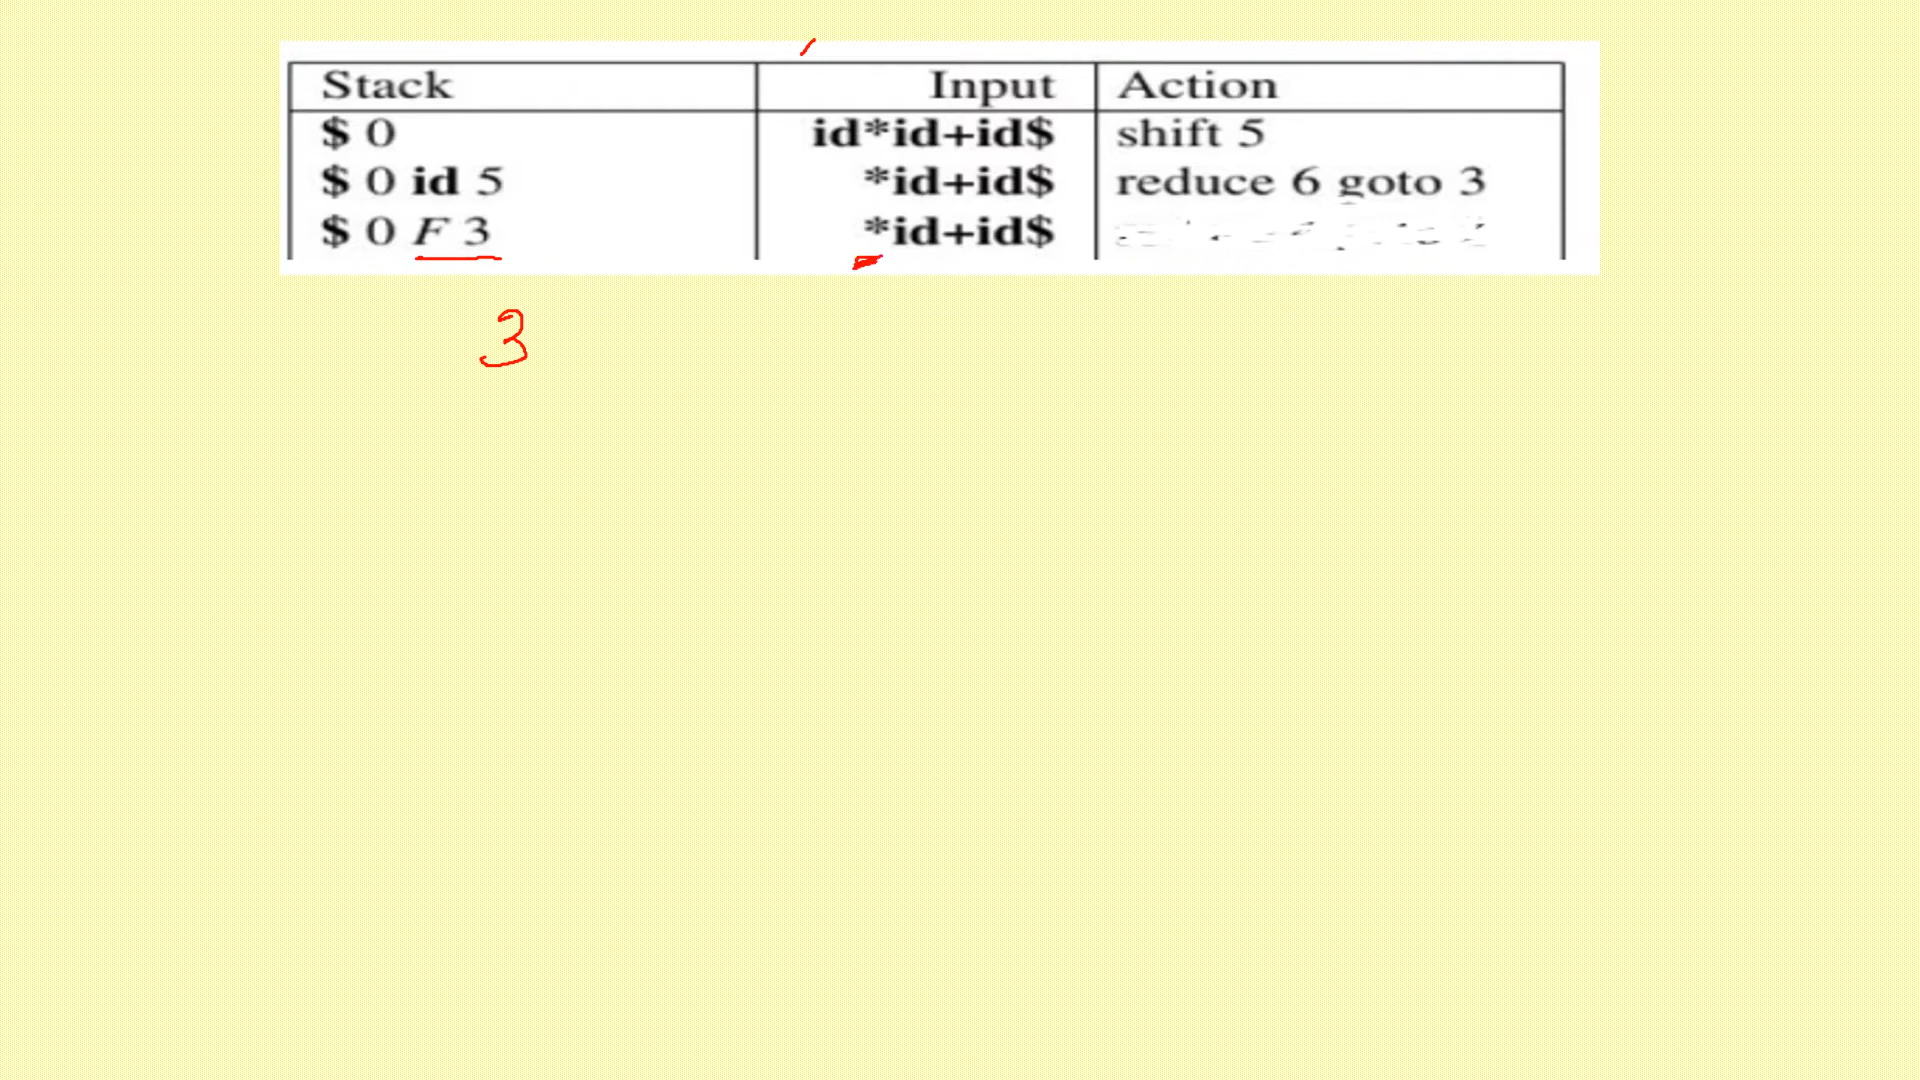 Stack Input Action
$ 0 id*id+id$ shift 5
$ 0 id 5 *id+id$ reduce 6 goto 3
$ 0 F 3 *id+id$
3